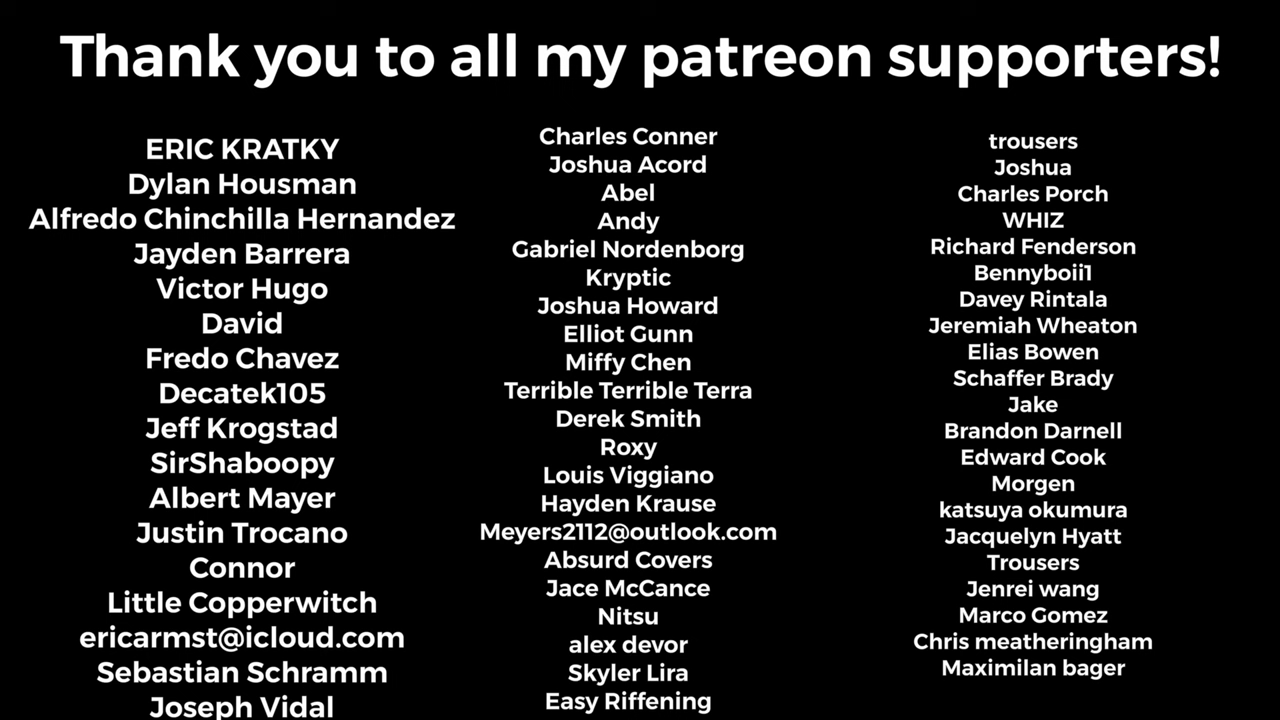 Thank you to all my patreon supporters!
ERIC KRATKY
Dylan Housman
Alfredo Chinchilla Hernandez
Jayden Barrera
Victor Hugo
David
Fredo Chavez
Decatek105
Jeff Krogstad
SirShaboopy
Albert Mayer
Justin Trocano
Connor
Little Copperwitch
ericarmst@icloud.com
Sebastian Schramm
Joseph Vidal
Charles Conner
Joshua Acord
Abel
Andy
Gabriel Nordenborg
Kryptic
Joshua Howard
Elliot Gunn
Miffy Chen
Terrible Terrible Terra
Derek Smith
Roxy
Louis Viggiano
Hayden Krause
Meyers2112@outlook.com
Absurd Covers
Jace McCance
Nitsu
alex devor
Skyler Lira
Easy Riffening
trousers
Joshua
Charles Porch
WHIZ
Richard Fenderson
Bennyboii1
Davey Rintala
Jeremiah Wheaton
Elias Bowen
Schaffer Brady
Jake
Brandon Darnell
Edward Cook
Morgen
katsuya okumura
Jacquelyn Hyatt
Trousers
Jenrei wang
Marco Gomez
Chris meatheringham
Maximilan bager